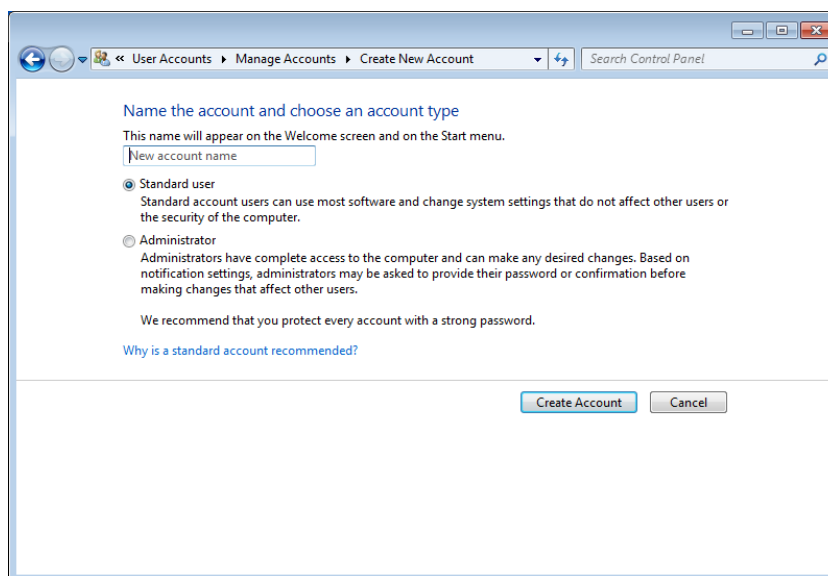 « User Accounts ▸ Manage Accounts ▸ Create New Account
Search Control Panel
Name the account and choose an account type
This name will appear on the Welcome screen and on the Start menu.
New account name
Standard user
Standard account users can use most software and change system settings that do not affect other users or
the security of the computer.
Administrator
Administrators have complete access to the computer and can make any desired changes. Based on
notification settings, administrators may be asked to provide their password or confirmation before
making changes that affect other users.
We recommend that you protect every account with a strong password.
Why is a standard account recommended?
Create Account
Cancel